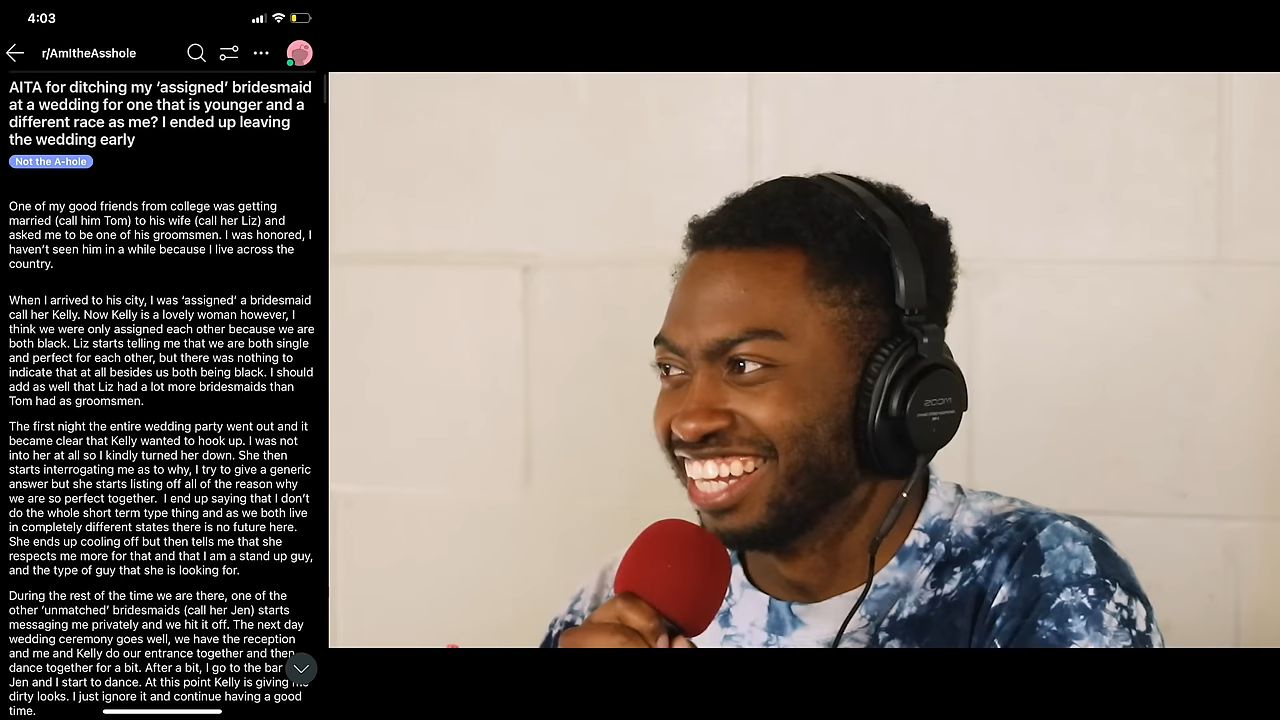 4:03
r/AmItheAsshole
AITA for ditching my ‘assigned’ bridesmaid
at a wedding for one that is younger and a
different race as me? I ended up leaving
the wedding early
Not the A-hole
One of my good friends from college was getting
married (call him Tom) to his wife (call her Liz) and
asked me to be one of his groomsmen. I was honored, I
haven’t seen him in a while because I live across the
country.
When I arrived to his city, I was ‘assigned’ a bridesmaid
call her Kelly. Now Kelly is a lovely woman however, I
think we were only assigned each other because we are
both black. Liz starts telling me that we are both single
and perfect for each other, but there was nothing to
indicate that at all besides us both being black. I should
add as well that Liz had a lot more bridesmaids than
Tom had as groomsmen.
The first night the entire wedding party went out and it
became clear that Kelly wanted to hook up. I was not
into her at all so I kindly turned her down. She then
starts interrogating me as to why, I try to give a generic
answer but she starts listing off all of the reason why
we are so perfect together.  I end up saying that I don’t
do the whole short term type thing and as we both live
in completely different states there is no future here.
She ends up cooling off but then tells me that she
respects me more for that and that I am a stand up guy,
and the type of guy that she is looking for.
During the rest of the time we are there, one of the
other ‘unmatched’ bridesmaids (call her Jen) starts
messaging me privately and we hit it off. The next day
wedding ceremony goes well, we have the reception
and me and Kelly do our entrance together and then
dance together for a bit. After a bit, I go to the bar
Jen and I start to dance. At this point Kelly is giving me
dirty looks. I just ignore it and continue having a good
time.
ZOOM